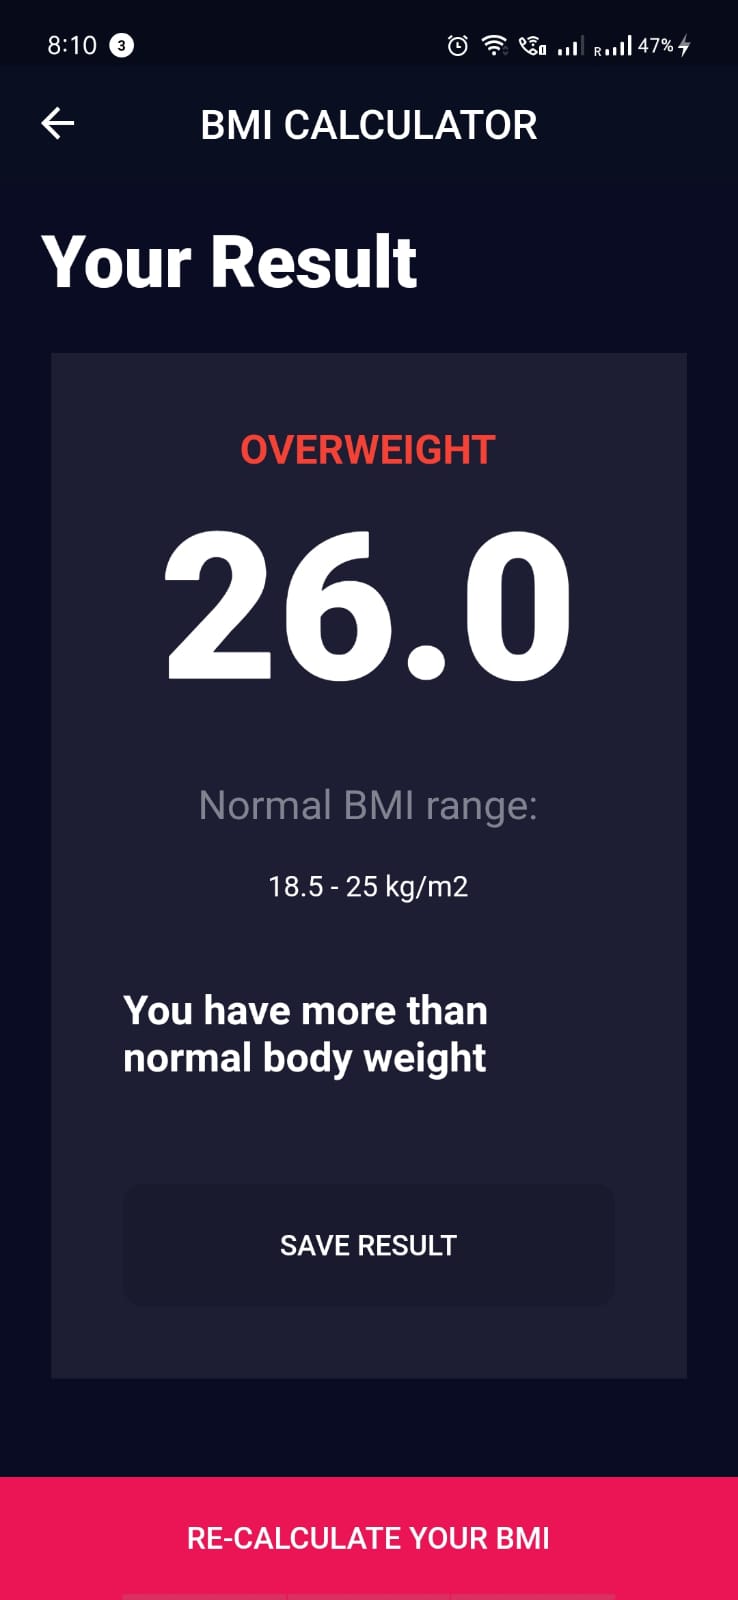 8:10 3 R 47%
BMI CALCULATOR
Your Result
OVERWEIGHT
26.0
Normal BMI range:
18.5 - 25 kg/m2
You have more than
normal body weight
SAVE RESULT
RE-CALCULATE YOUR BMI